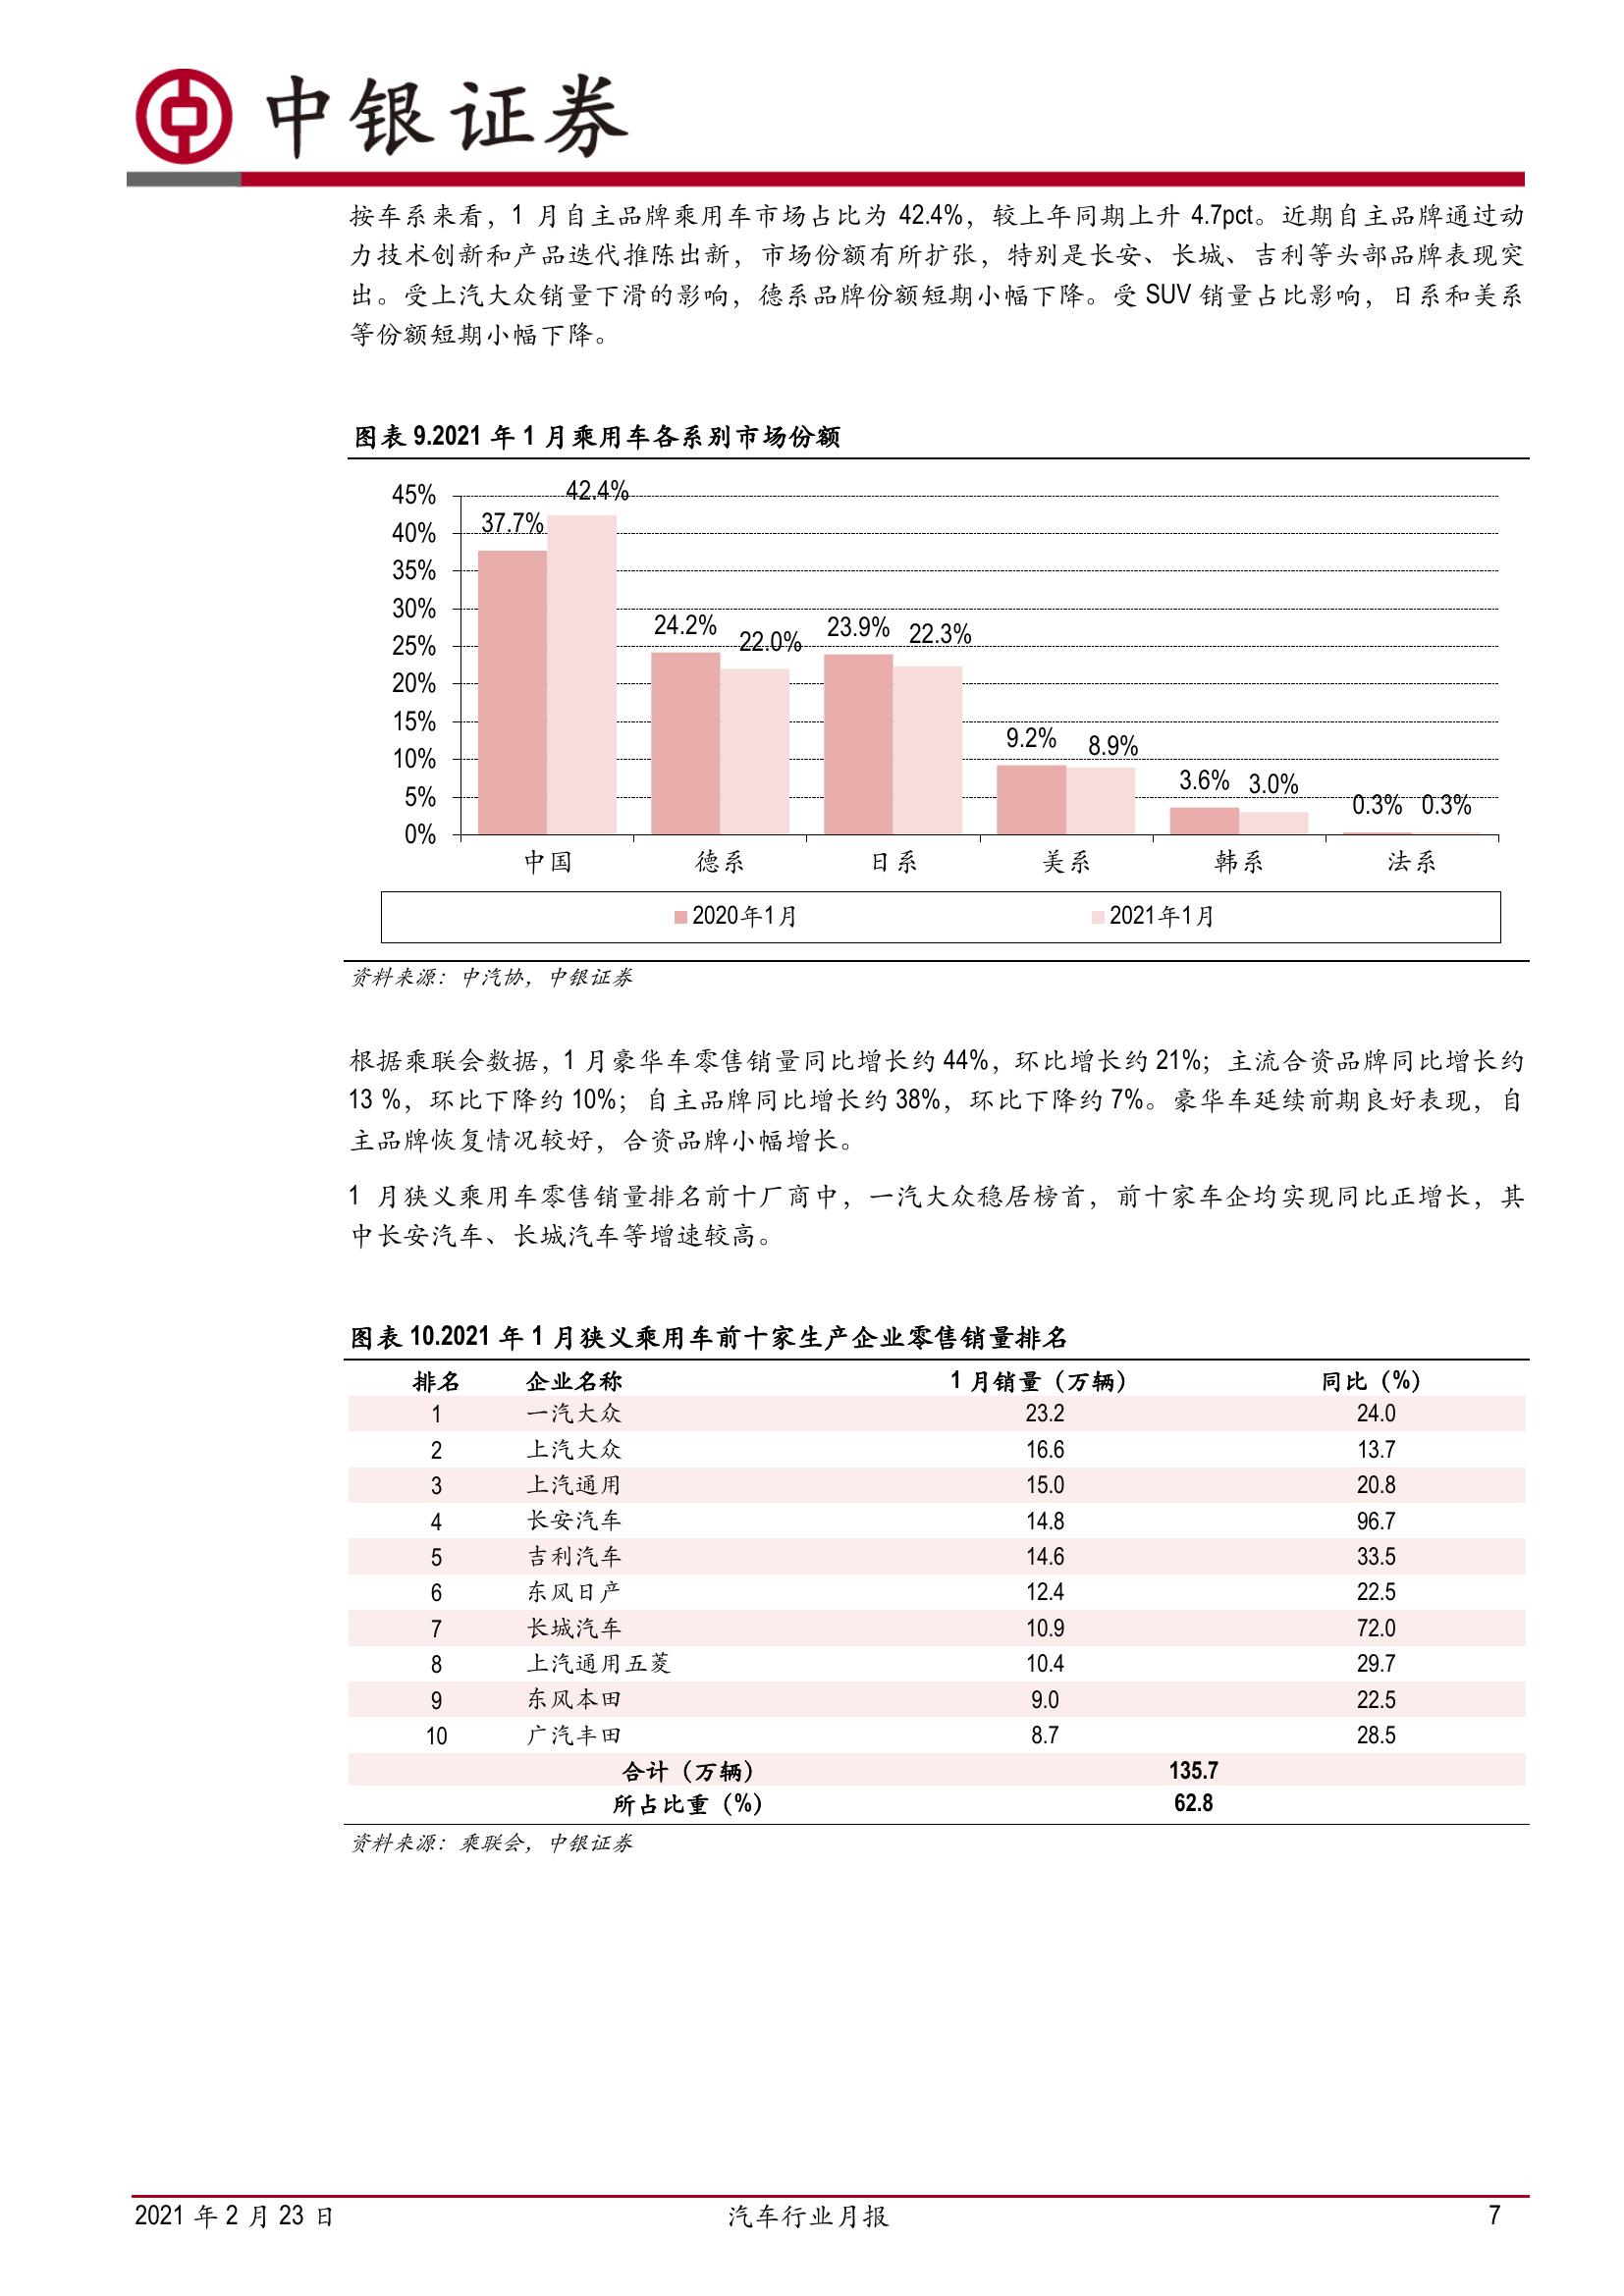 中银证券
按车系来看，1 月自主品牌乘用车市场占比为 42.4%，较上年同期上升 4.7pct。近期自主品牌通过动
力技术创新和产品迭代推陈出新，市场份额有所扩张，特别是长安、长城、吉利等头部品牌表现突
出。受上汽大众销量下滑的影响，德系品牌份额短期小幅下降。受 SUV 销量占比影响，日系和美系
等份额短期小幅下降。
图表 9.2021 年 1 月乘用车各系别市场份额
45%
40%
35%
30%
25%
20%
15%
10%
5%
0%
37.7% 42.4%
24.2% 22.0%
23.9% 22.3%
9.2% 8.9%
3.6% 3.0%
0.3% 0.3%
中国 德系 日系 美系 韩系 法系
2020年1月 2021年1月
资料来源：中汽协，中银证券
根据乘联会数据，1 月豪华车零售销量同比增长约 44%，环比增长约 21%；主流合资品牌同比增长约
13 %，环比下降约 10%；自主品牌同比增长约 38%，环比下降约 7%。豪华车延续前期良好表现，自
主品牌恢复情况较好，合资品牌小幅增长。
1 月狭义乘用车零售销量排名前十厂商中，一汽大众稳居榜首，前十家车企均实现同比正增长，其
中长安汽车、长城汽车等增速较高。
图表 10.2021 年 1 月狭义乘用车前十家生产企业零售销量排名
排名 企业名称 1 月销量（万辆） 同比（%）
1 一汽大众 23.2 24.0
2 上汽大众 16.6 13.7
3 上汽通用 15.0 20.8
4 长安汽车 14.8 96.7
5 吉利汽车 14.6 33.5
6 东风日产 12.4 22.5
7 长城汽车 10.9 72.0
8 上汽通用五菱 10.4 29.7
9 东风本田 9.0 22.5
10 广汽丰田 8.7 28.5
合计（万辆） 135.7
所占比重（%） 62.8
资料来源：乘联会，中银证券
2021 年 2 月 23 日 汽车行业月报 7